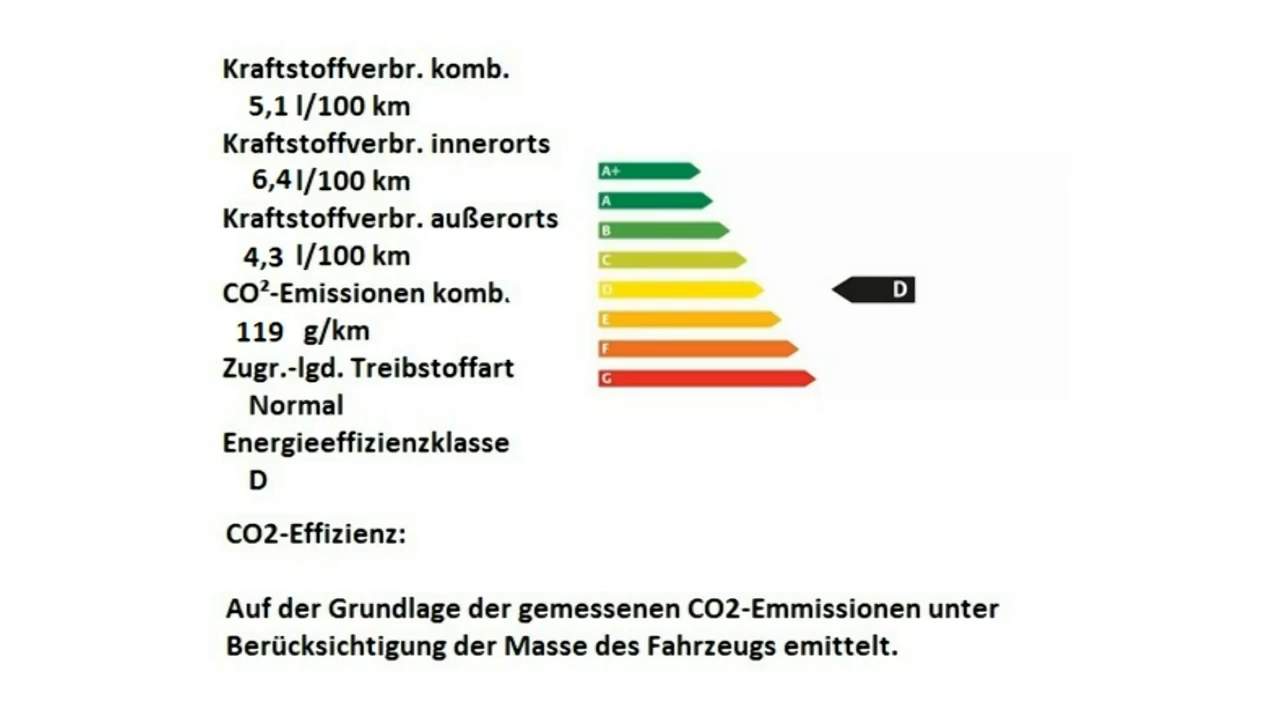 Kraftstoffverbr. komb.
5,1 l/100 km
Kraftstoffverbr. innerorts
6,4 l/100 km
Kraftstoffverbr. außerorts
4,3 l/100 km
CO²-Emissionen komb.
119 g/km
Zugr.-lgd. Treibstoffart
Normal
Energieeffizienzklasse
D
A+
A
B
C
D
D
E
F
G
CO2-Effizienz:
Auf der Grundlage der gemessenen CO2-Emmissionen unter
Berücksichtigung der Masse des Fahrzeugs emittelt.